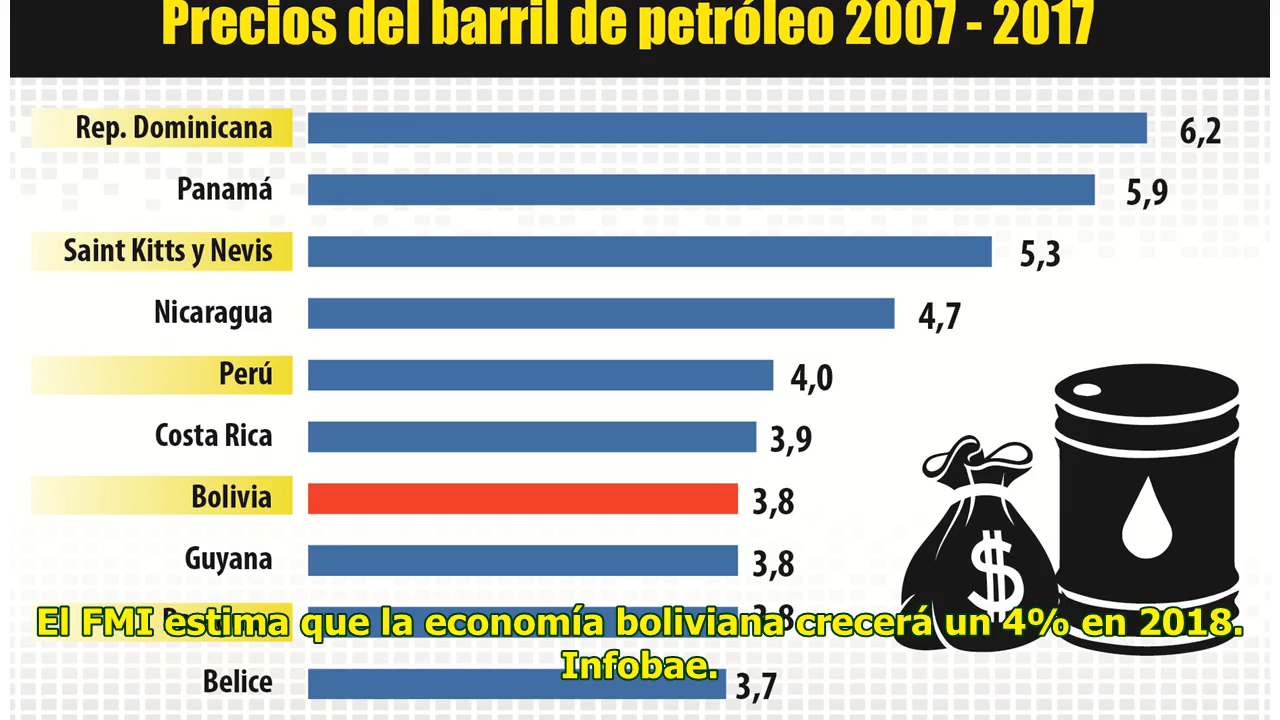 Precios del barril de petróleo 2007 - 2017
Rep. Dominicana 6,2
Panamá 5,9
Saint Kitts y Nevis 5,3
Nicaragua 4,7
Perú 4,0
Costa Rica 3,9
Bolivia 3,8
Guyana 3,8
3,8
El FMI estima que la economía boliviana crecerá un 4% en 2018.
Infobae.
Belice 3,7